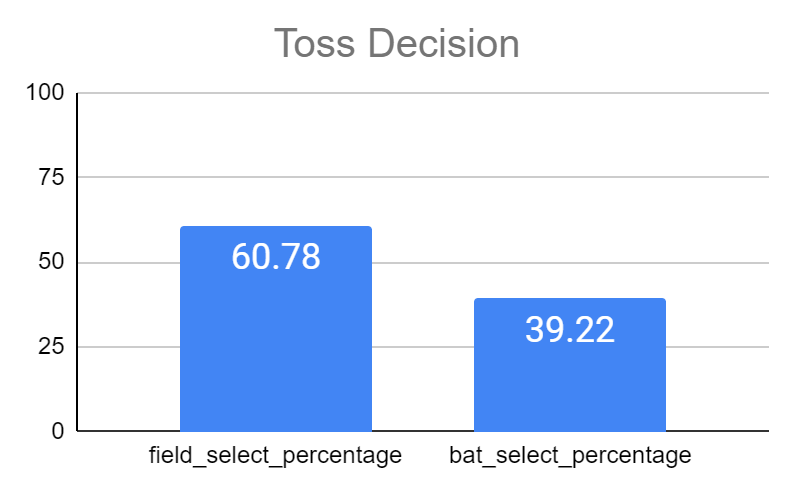 Toss Decision
100
75
50
25
0
60.78
39.22
field_select_percentage
bat_select_percentage